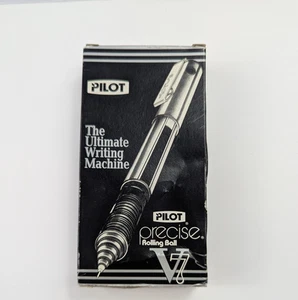 PILOT
The
Ultimate
Writing
Machine
PILOT
precise®
Rolling Ball
V7